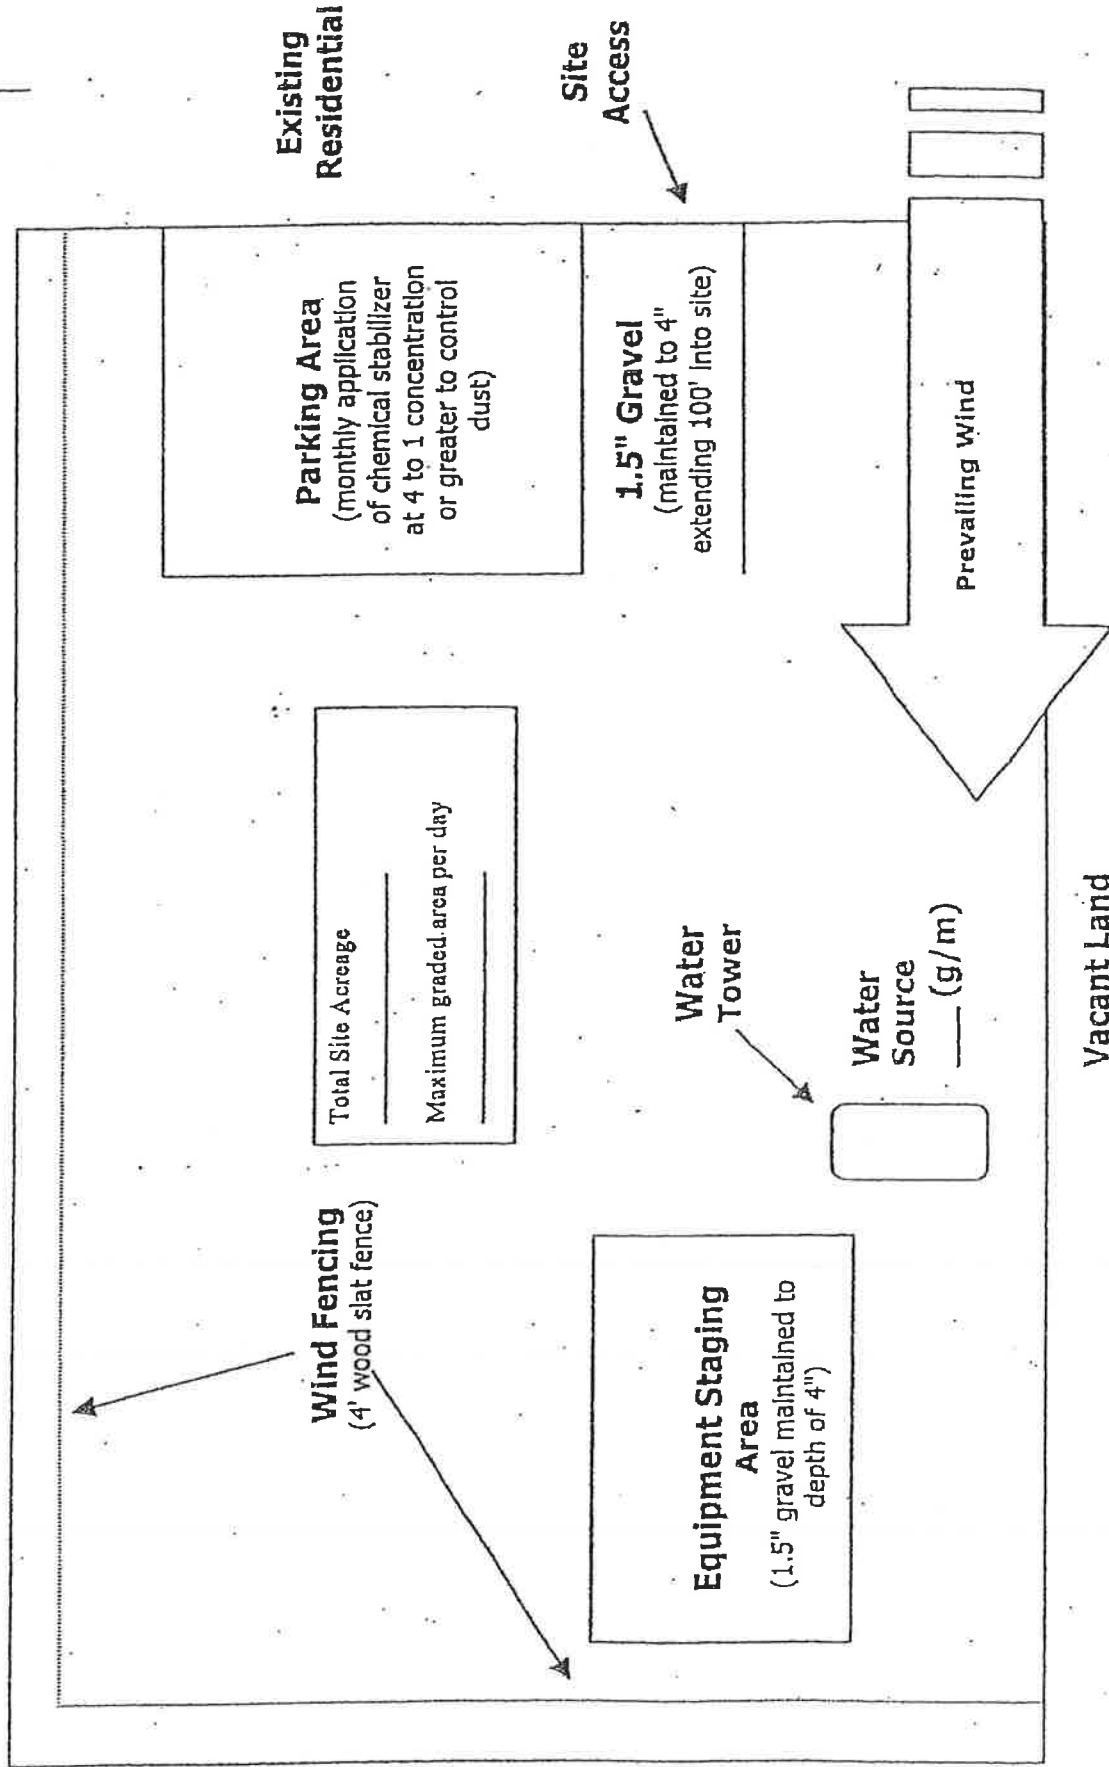 Wind Fencing
(4' wood slat fence)
Total Site Acreage
Maximum graded area per day
Parking Area
(monthly application
of chemical stabilizer
at 4 to 1 concentration
or greater to control
dust)
Existing
Residential
Site
Access
1.5" Gravel
(maintained to 4"
extending 100' into site)
Water
Tower
Equipment Staging
Area
(1.5" gravel maintained to
depth of 4")
Water
Source
___ (g/m)
Prevailing Wind
Vacant Land